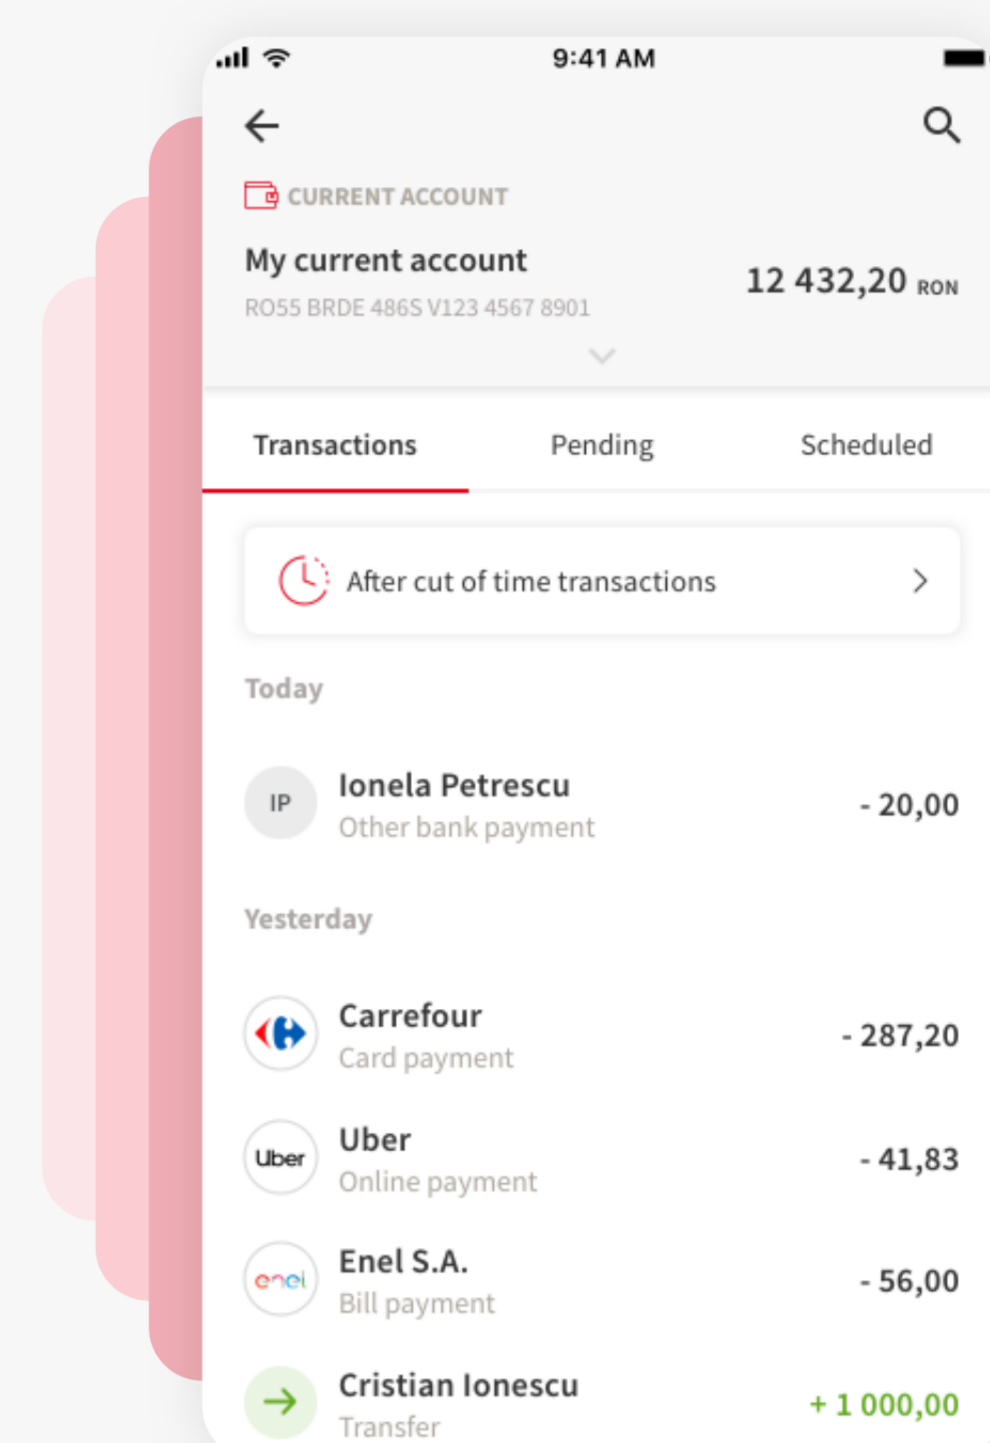 9:41 AM
CURRENT ACCOUNT
My current account
12 432,20 RON
RO55 BRDE 486S V123 4567 8901
Transactions Pending Scheduled
After cut of time transactions
Today
IP
Ionela Petrescu
- 20,00
Other bank payment
Yesterday
Carrefour
- 287,20
Card payment
Uber
Uber
- 41,83
Online payment
enel
Enel S.A.
- 56,00
Bill payment
Cristian Ionescu
+ 1 000,00
Transfer